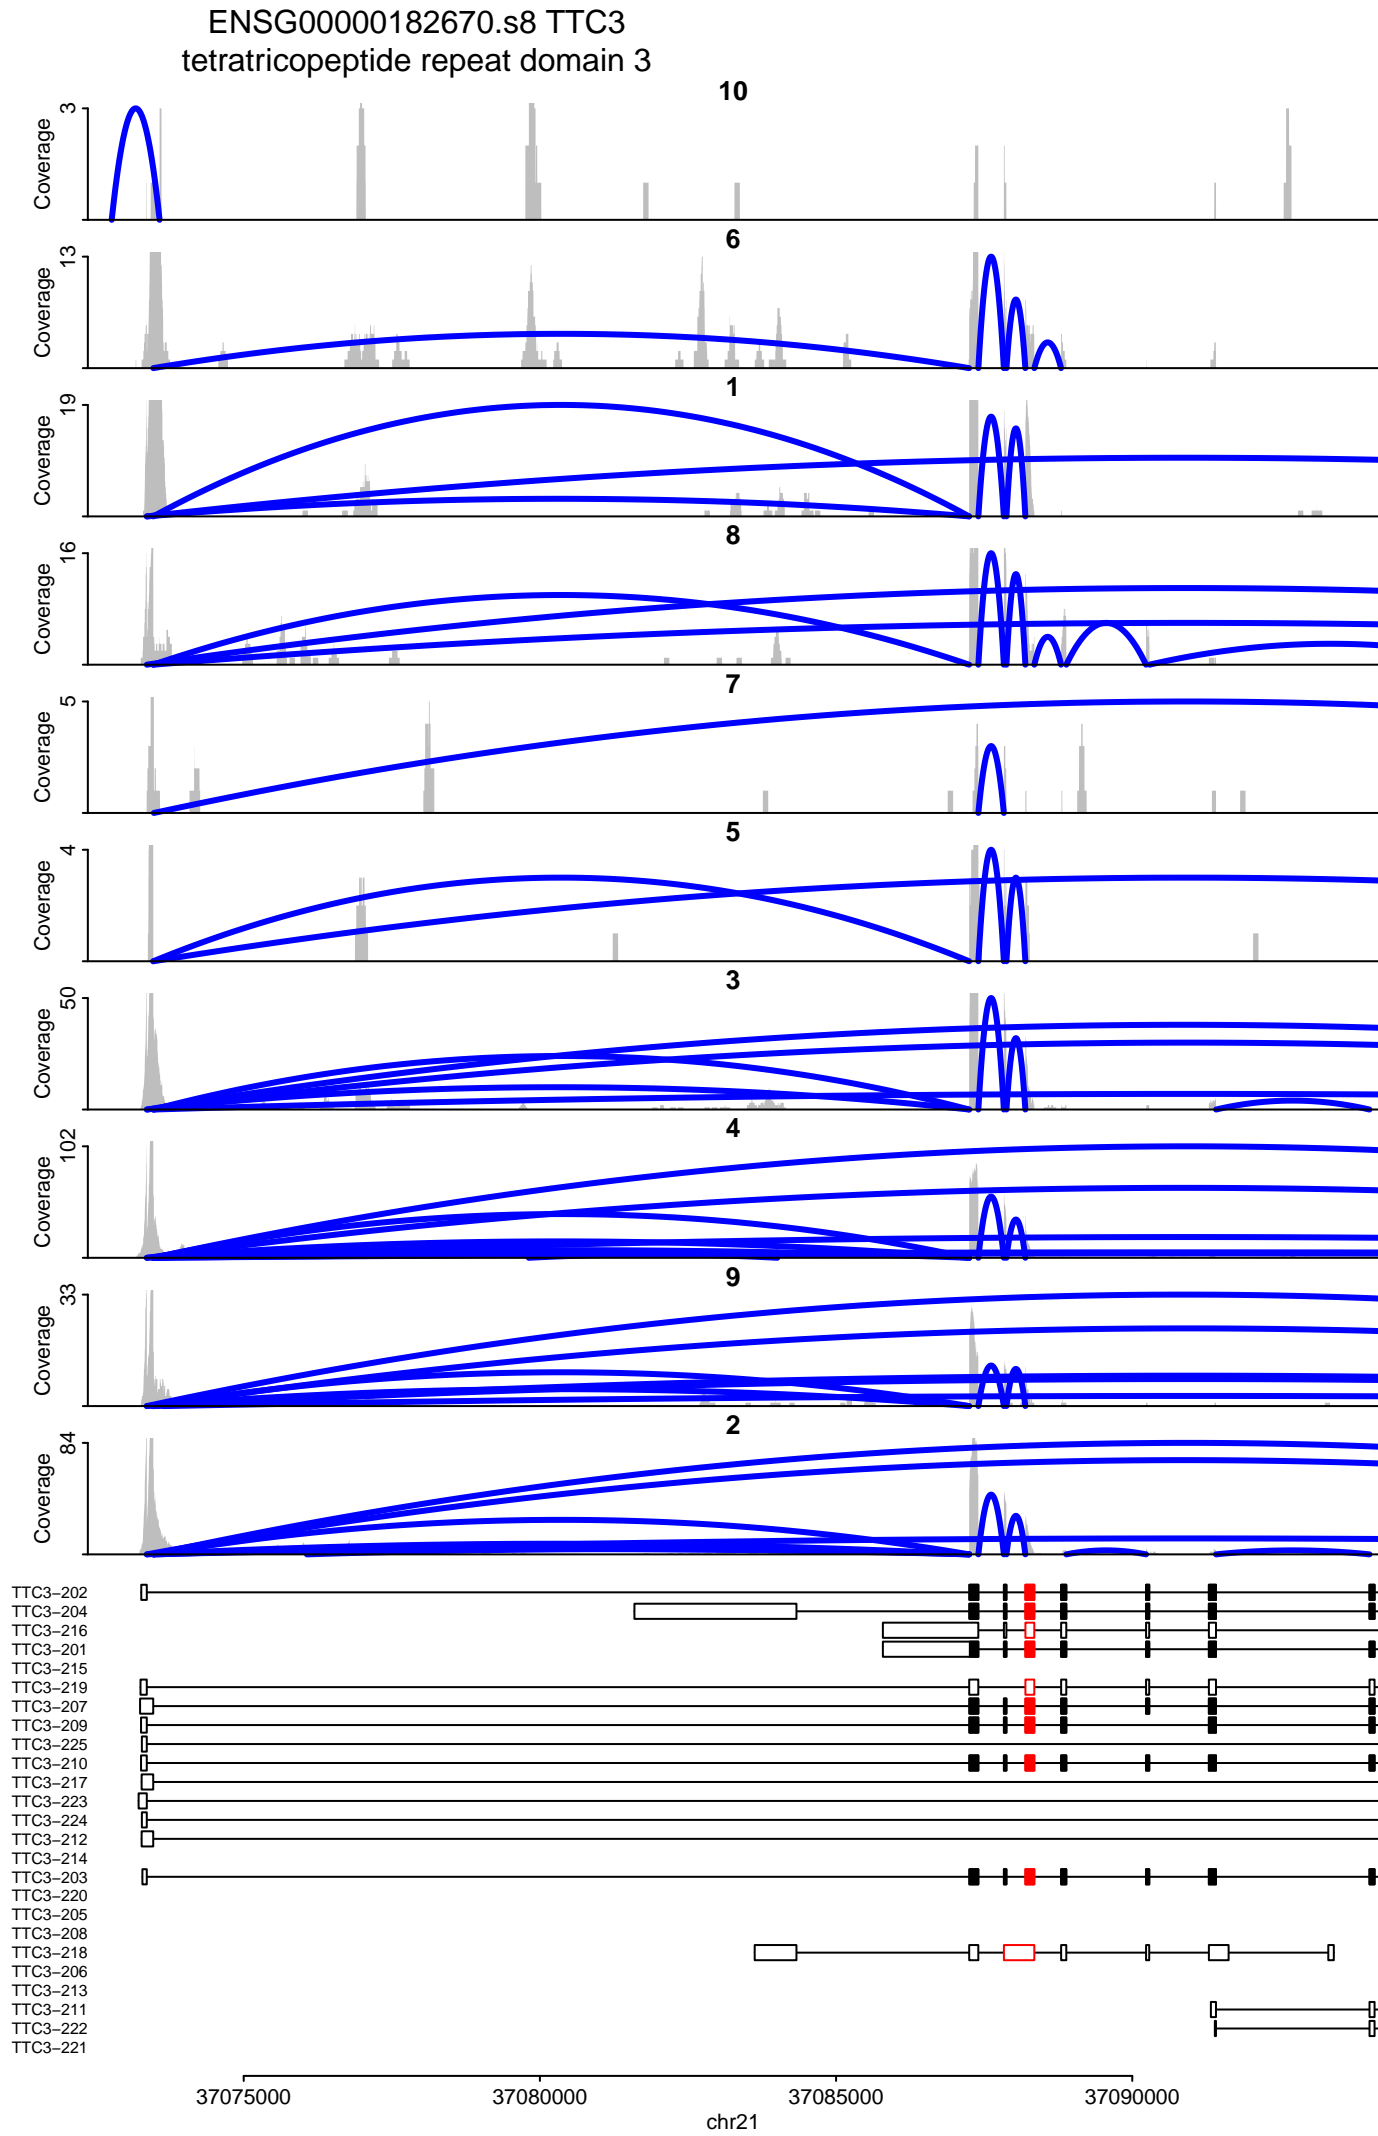 ENSG00000182670.s8 TTC3
tetratricopeptide repeat domain 3
10
3
Coverage
6
13
Coverage
1
19
Coverage
8
16
Coverage
7
5
Coverage
5
4
Coverage
3
50
Coverage
4
102
Coverage
9
33
Coverage
2
84
Coverage
TTC3−202
TTC3−204
TTC3−216
TTC3−201
TTC3−215
TTC3−219
TTC3−207
TTC3−209
TTC3−225
TTC3−210
TTC3−217
TTC3−223
TTC3−224
TTC3−212
TTC3−214
TTC3−203
TTC3−220
TTC3−205
TTC3−208
TTC3−218
TTC3−206
TTC3−213
TTC3−211
TTC3−222
TTC3−221
37075000 37080000 37085000 37090000
chr21